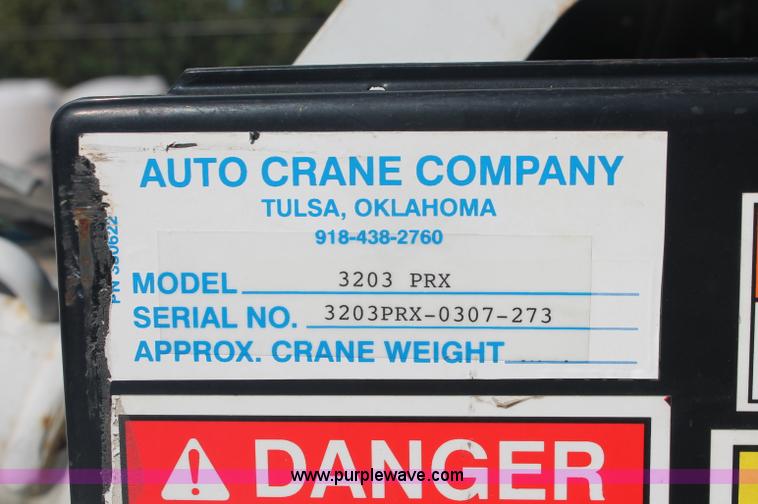 AUTO CRANE COMPANY
TULSA, OKLAHOMA
918-438-2760
MODEL 3203 PRX
SERIAL NO. 3203PRX-0307-273
APPROX. CRANE WEIGHT
DANGER
www.purplewave.com